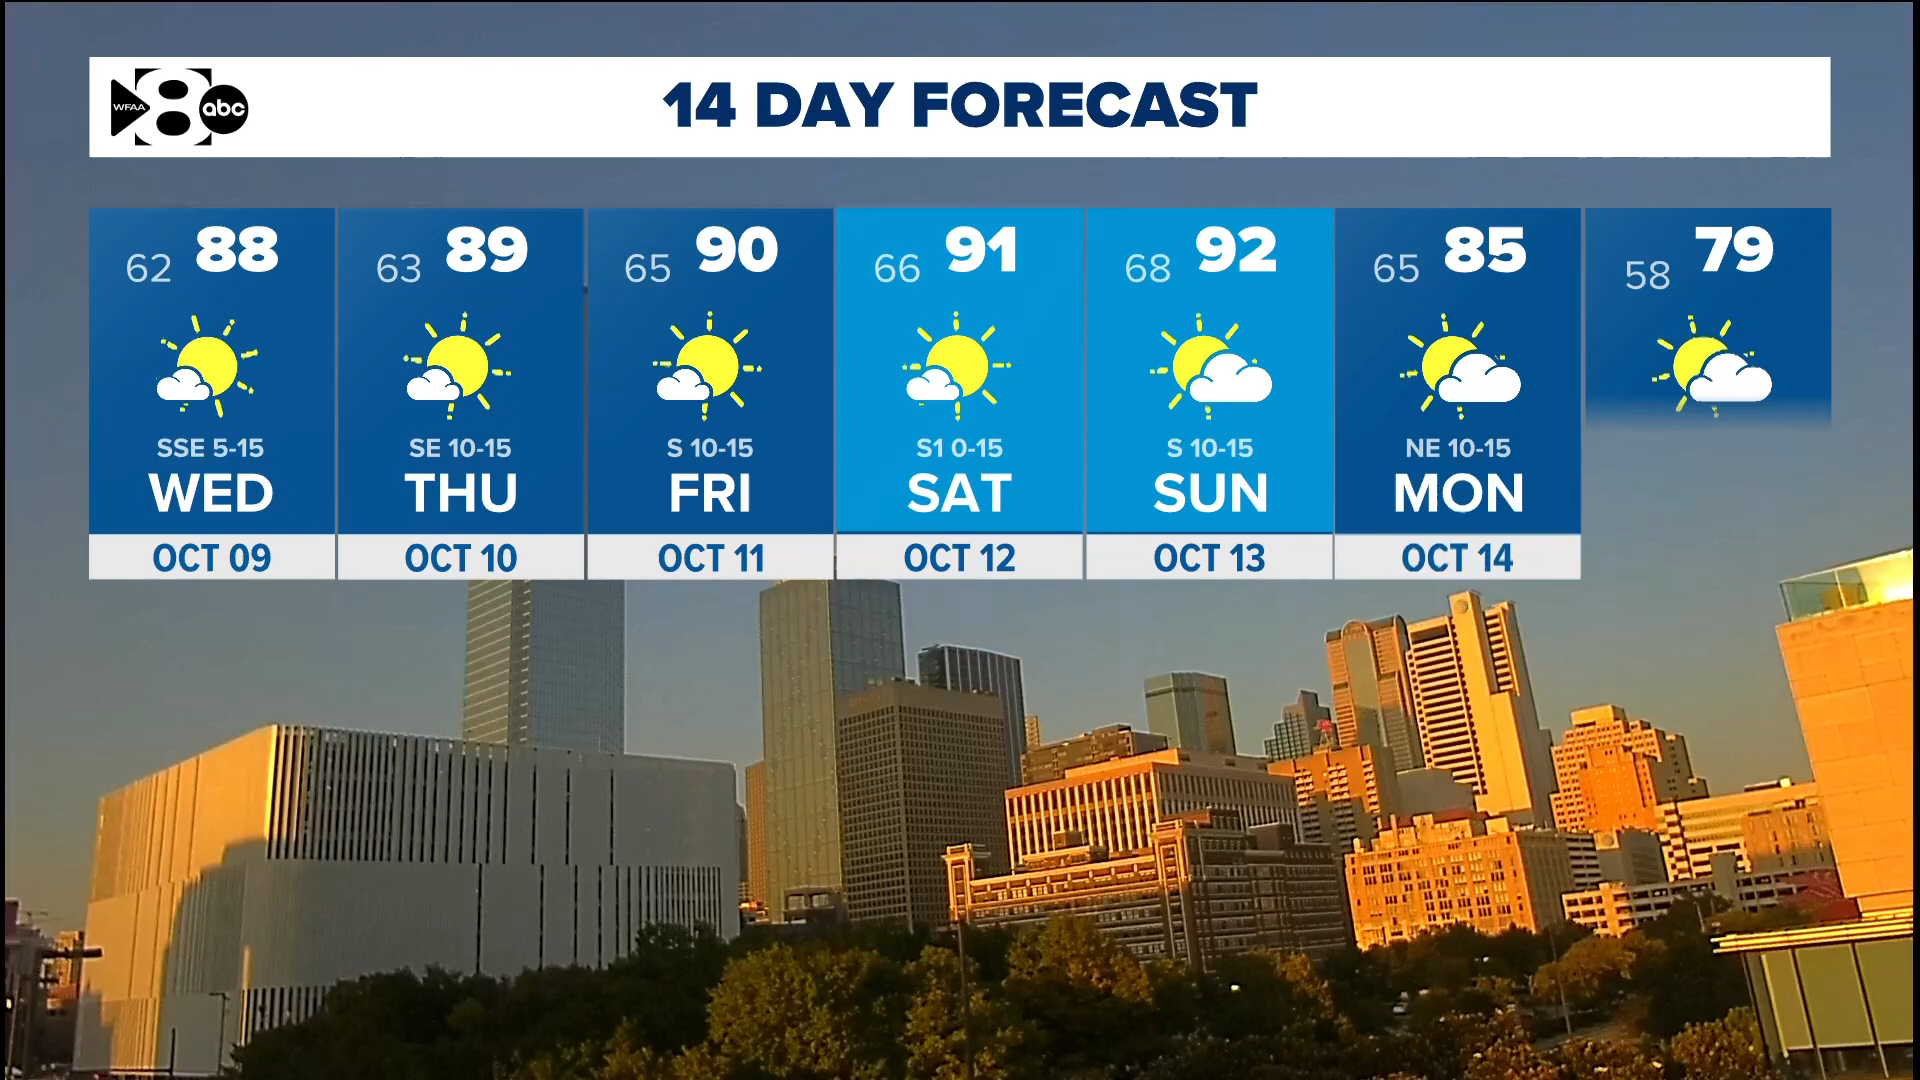 WFAA 8 abc
14 DAY FORECAST
62 88
63 89
65 90
66 91
68 92
65 85
58 79
SSE 5-15
SE 10-15
S 10-15
S1 0-15
S 10-15
NE 10-15
WED
THU
FRI
SAT
SUN
MON
OCT 09
OCT 10
OCT 11
OCT 12
OCT 13
OCT 14